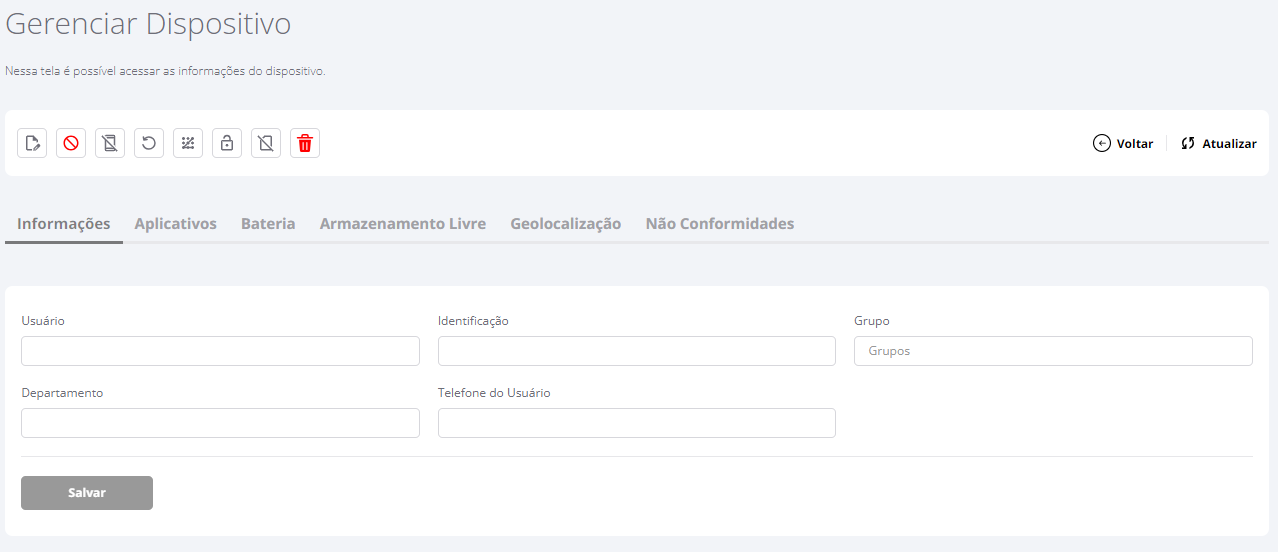 Gerenciar Dispositivo
Nessa tela é possível acessar as informações do dispositivo.
Voltar Atualizar
Informações Aplicativos Bateria Armazenamento Livre Geolocalização Não Conformidades
Usuário Identificação Grupo
Grupos
Departamento Telefone do Usuário
Salvar